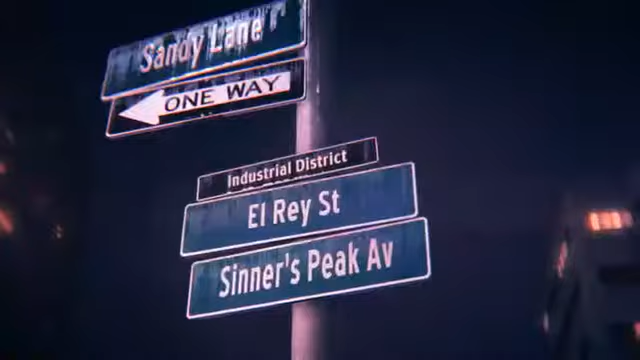 Sandy Lane
ONE WAY
Industrial District
El Rey St
Sinner's Peak Av